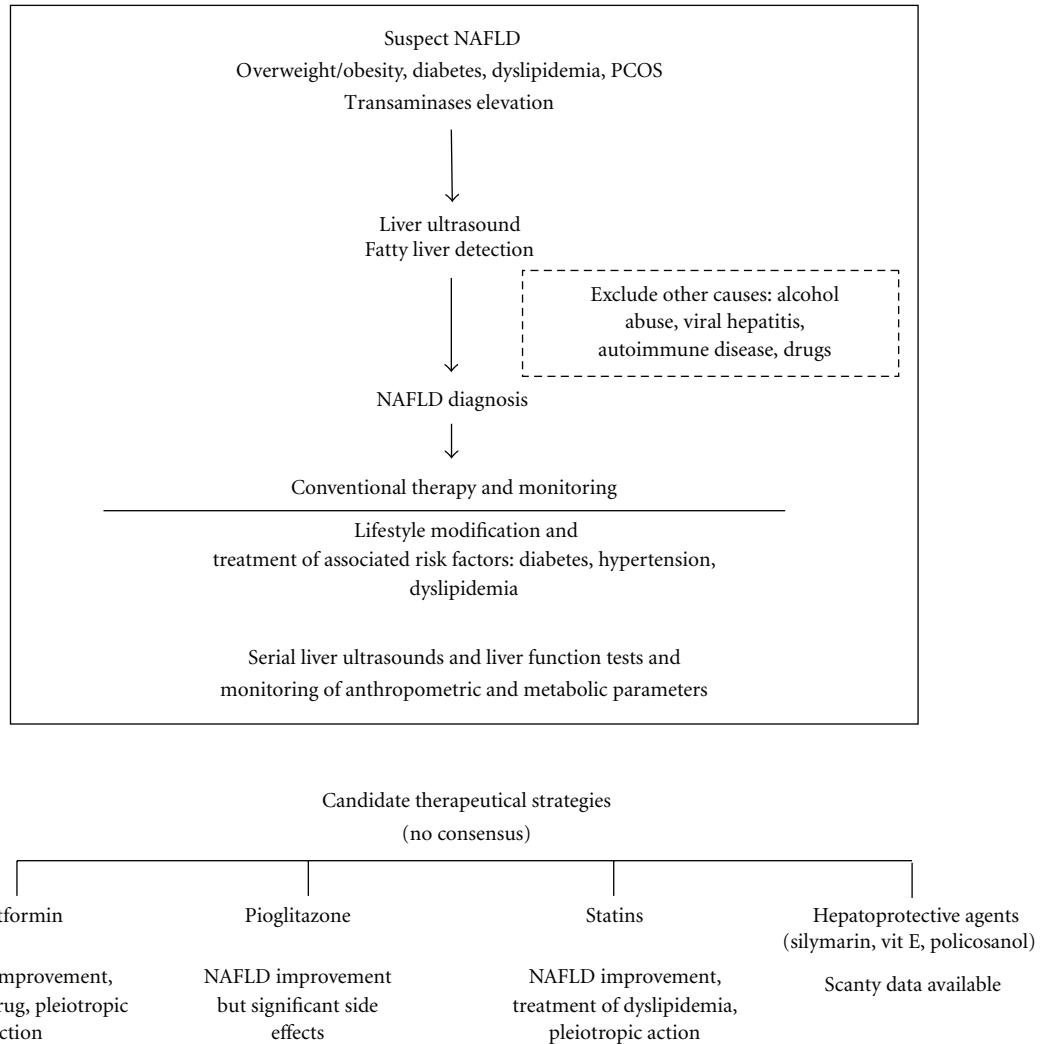 Suspect NAFLD
Overweight/obesity, diabetes, dyslipidemia, PCOS
Transaminases elevation
Liver ultrasound
Fatty liver detection
Exclude other causes: alcohol
abuse, viral hepatitis,
autoimmune disease, drugs
NAFLD diagnosis
Conventional therapy and monitoring
Lifestyle modification and
treatment of associated risk factors: diabetes, hypertension,
dyslipidemia
Serial liver ultrasounds and liver function tests and
monitoring of anthropometric and metabolic parameters
Candidate therapeutical strategies
(no consensus)
tformin
mprovement,
rug, pleiotropic
ction
Pioglitazone
NAFLD improvement
but significant side
effects
Statins
NAFLD improvement,
treatment of dyslipidemia,
pleiotropic action
Hepatoprotective agents
(silymarin, vit E, policosanol)
Scanty data available